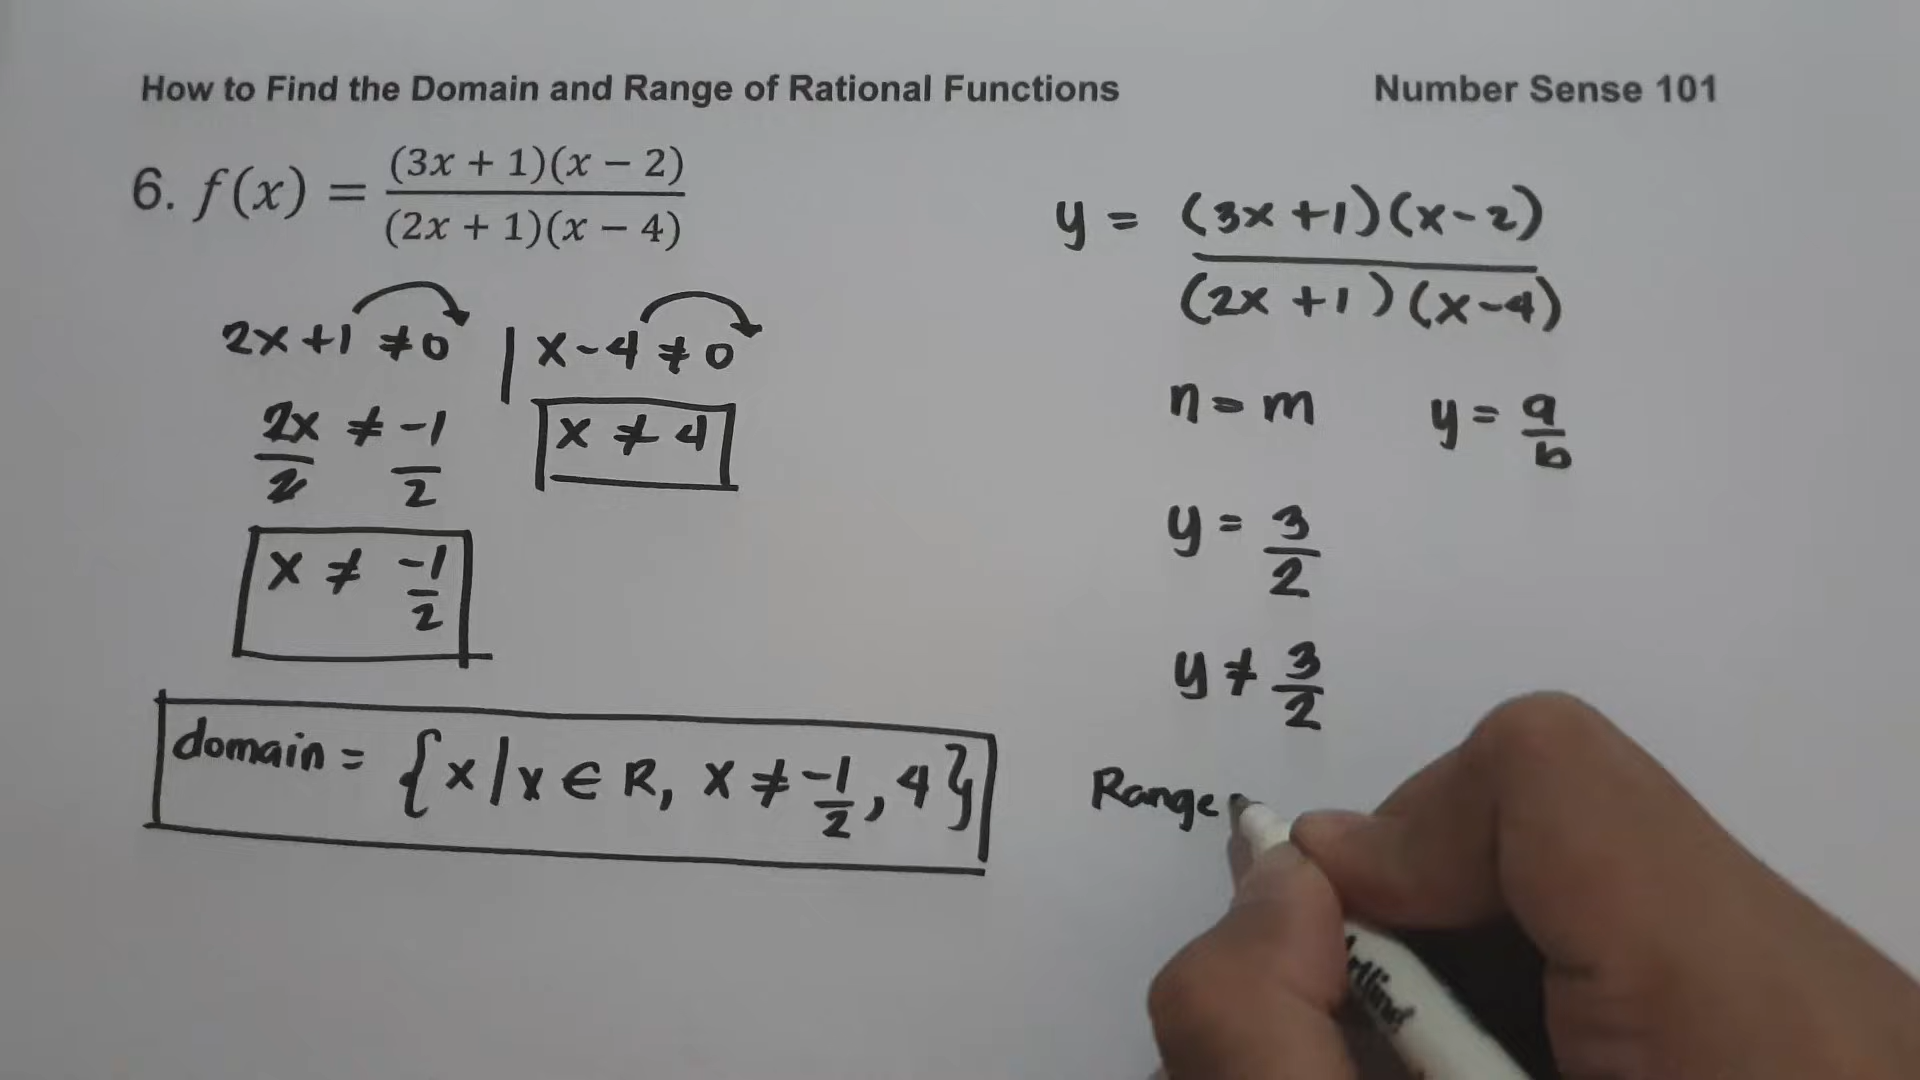 How to Find the Domain and Range of Rational Functions
Number Sense 101
6. f(x) = (3x + 1)(x − 2) / (2x + 1)(x − 4)
2x+1 ≠0 | x-4 ≠0
2x/2 ≠ -1/2
x ≠ 4
x ≠ -1/2
domain = {x/x ∈ R, x ≠ -1/2, 4}
y = (3x+1)(x-2) / (2x+1)(x-4)
n = m
y = a/b
y = 3/2
y ≠ 3/2
Range
Artline